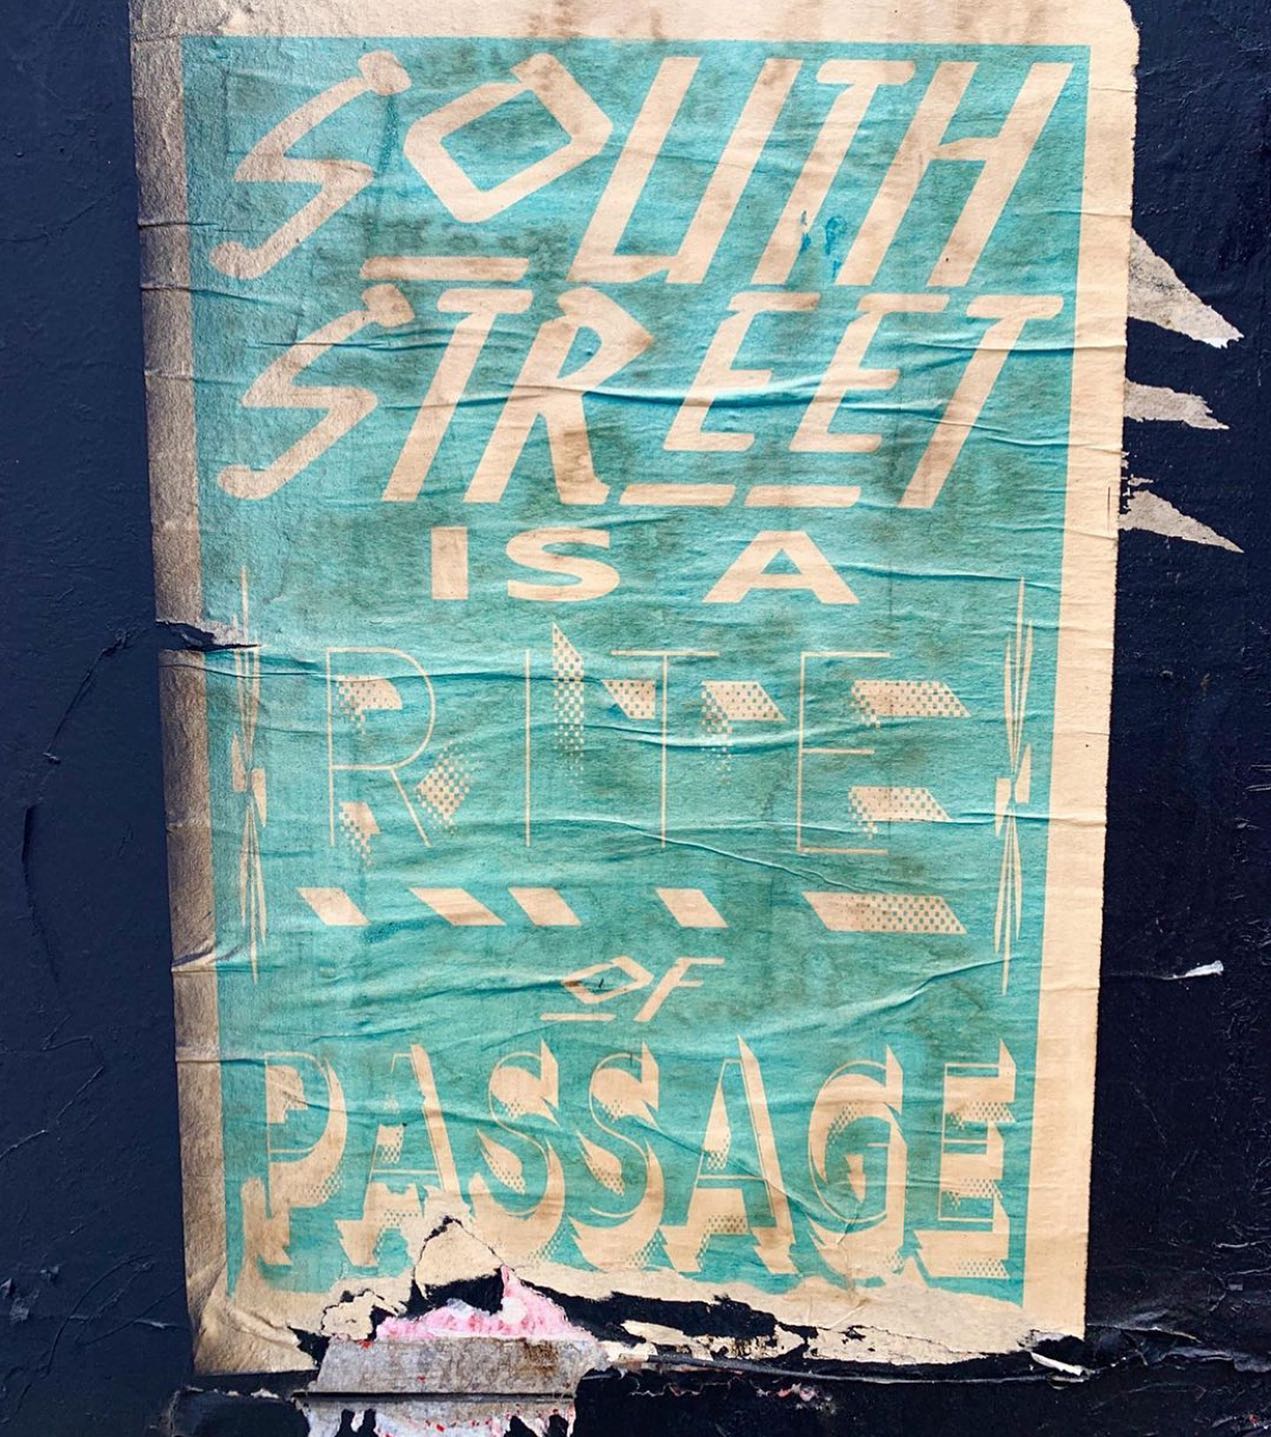 SOUTH
STREET
IS A
RITE
OF
PASSAGE